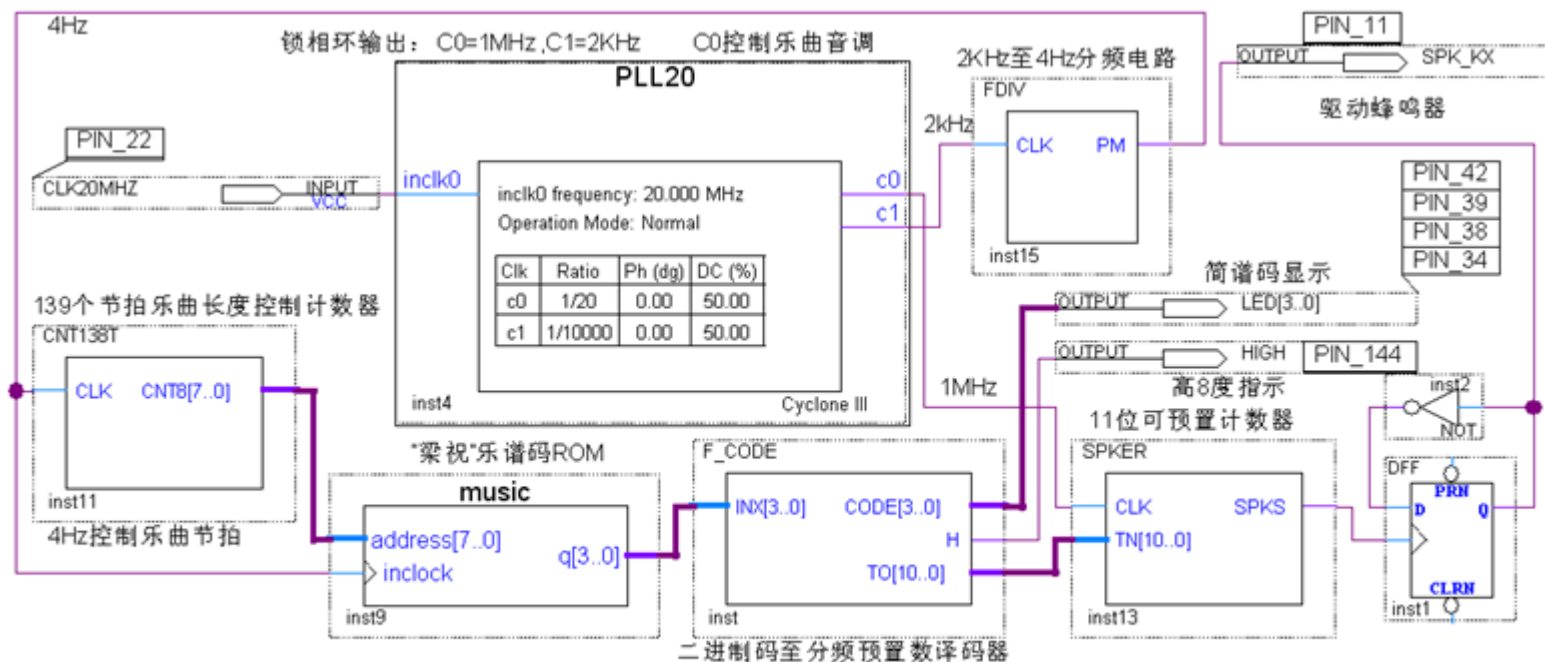 4Hz
锁相环输出: C0=1MHz ,C1=2KHz C0控制乐曲音调
PIN_11
OUTPUT SPK_KX
驱动蜂鸣器
PLL20
2KHz至4Hz分频电路
FDIV
CLK PM
inst15
2kHz
PIN_22
CLK20MHZ INPUT
VCC
inclk0
c0
c1
inclk0 frequency: 20.000 MHz
Operation Mode: Normal
Clk Ratio Ph (dg) DC (%)
c0 1/20 0.00 50.00
c1 1/10000 0.00 50.00
inst4 Cyclone III
PIN_42
PIN_39
PIN_38
PIN_34
简谱码显示
OUTPUT LED[3..0]
OUTPUT HIGH PIN_144
高8度指示
139个节拍乐曲长度控制计数器
CNT138T
CLK CNT8[7..0]
inst11
4Hz控制乐曲节拍
"梁祝"乐谱码ROM
music
address[7..0]
q[3..0]
inclock
inst9
F_CODE
INX[3..0] CODE[3..0]
H
TO[10..0]
inst
二进制码至分频预置数译码器
1MHz
11位可预置计数器
SPKER
CLK SPKS
TN[10..0]
inst13
inst2
NOT
DFF
PRN
D Q
CLRN
inst1